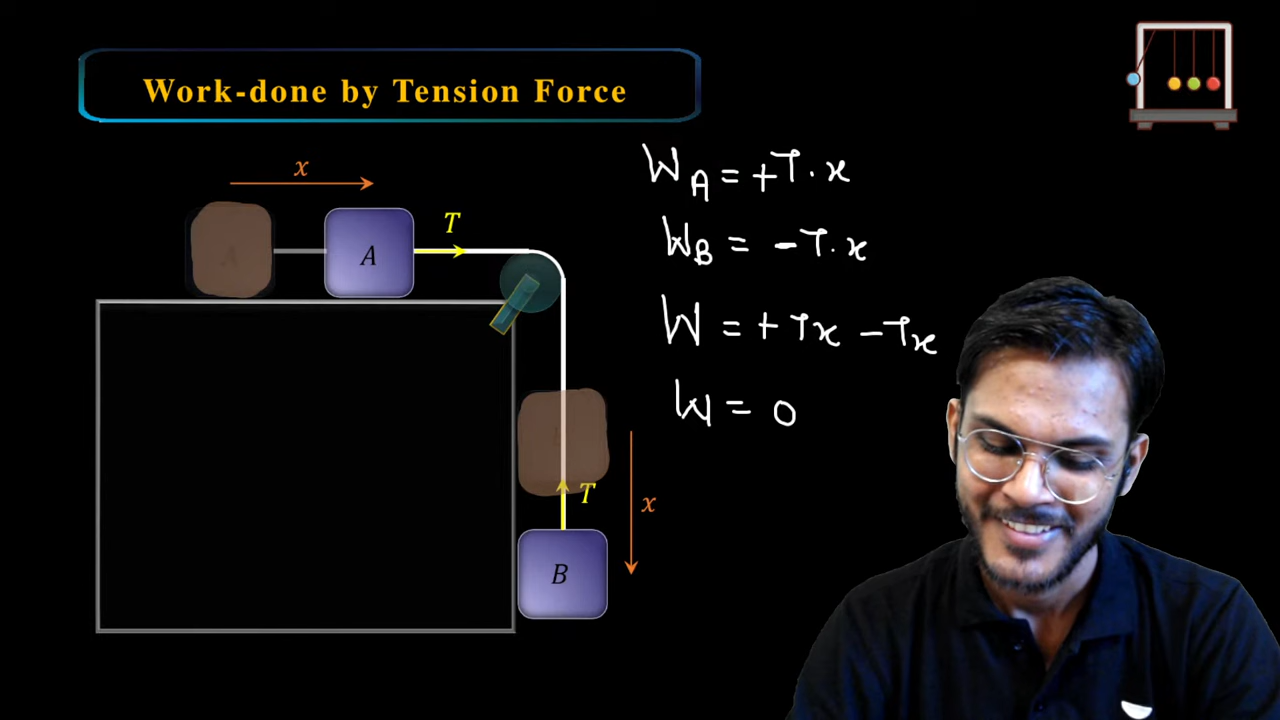 Work-done by Tension Force
x
A
T
T
x
B
W_A = +T.x
W_B = -T.x
W = +Tx -Tx
W = 0